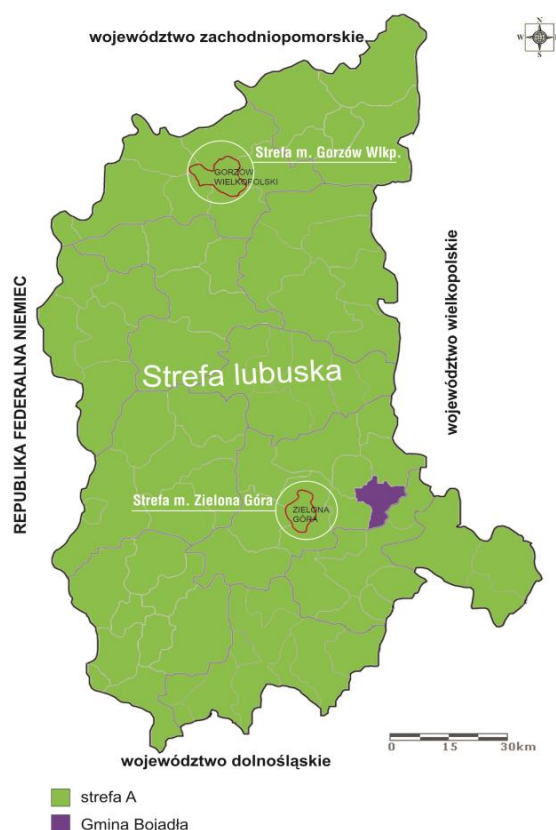 województwo zachodniopomorskie
N
W
S
Strefa m. Gorzów Wlkp.
GORZÓW
WIELKOPOLSKI
województwo wielkopolskie
REPUBLIKA FEDERALNA NIEMIEC
Strefa lubuska
Strefa m. Zielona Góra
ZIELONA
GÓRA
0 15 30km
województwo dolnośląskie
strefa A
Gmina Bojadła